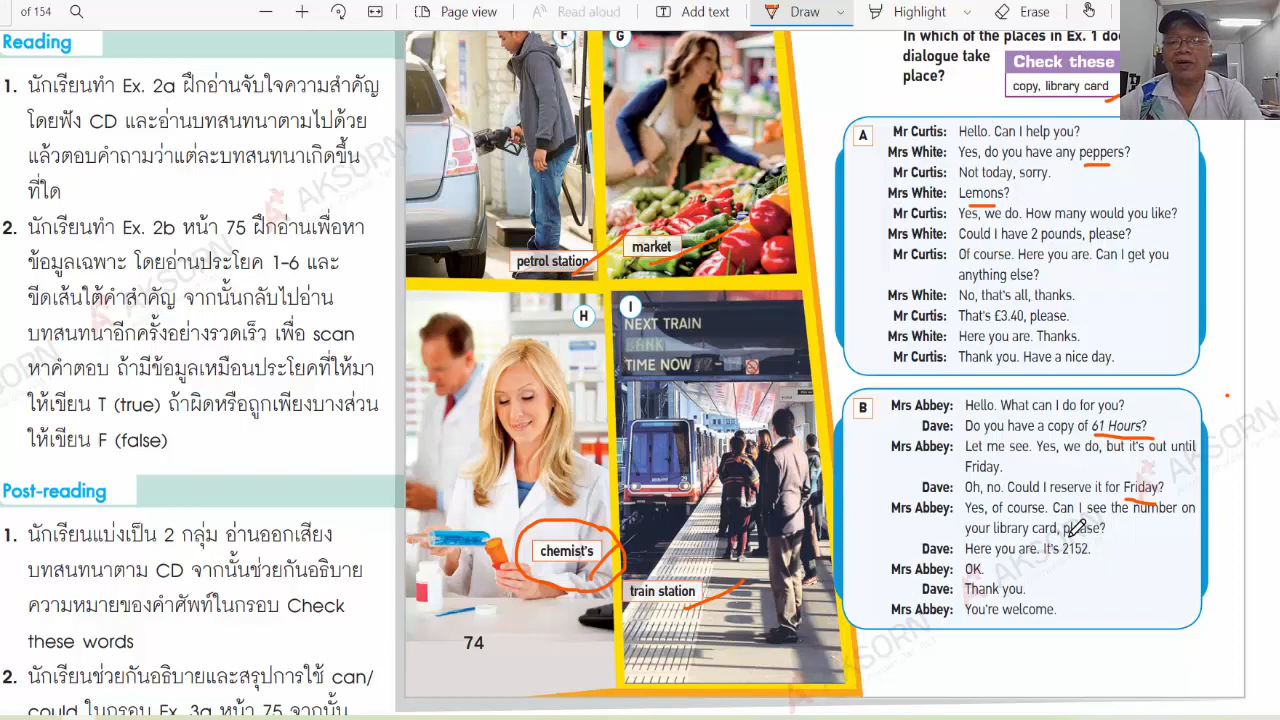 of 154
Page view
Read aloud
Add text
Draw
Highlight
Erase
Reading
1. นักเรียนทำ Ex. 2a ฝึกอ่านจับใจความสำคัญ
โดยฟัง CD และอ่านบทสนทนาตามไปด้วย
แล้วตอบคำถามว่าแต่ละบทสนทนาเกิดขึ้น
ที่ใด
2. นักเรียนทำ Ex. 2b หน้า 75 ฝึกอ่านเพื่อหา
ข้อมูลเฉพาะ โดยอ่านประโยค 1-6 และ
ขีดเส้นใต้คำสำคัญ จากนั้นกลับไปอ่าน
บทสนทนาอีกครั้งอย่างรวดเร็ว เพื่อ scan
หาคำตอบ ถ้ามีข้อมูลเหมือนประโยคที่ให้มา
ให้เขียน T (true) ถ้าผิดหรือถูกเพียงบางส่วน
ให้เขียน F (false)
Post-reading
1. นักเรียนแบ่งเป็น 2 กลุ่ม อ่านออกเสียง
บทสนทนาตาม CD จากนั้นช่วยกันอธิบาย
ความหมายของคำศัพท์ในกรอบ Check
these words
2. นักเรียนช่วยกันอธิบายและสรุปการใช้ can/
could ในกรอบ Ex. 3a หน้า 75 จากนั้น
F
petrol station
G
market
H
chemist's
I
NEXT TRAIN
BANK
TIME NOW
train station
74
In which of the places in Ex. 1 do
dialogue take
place?
Check these
copy, library card
A
Mr Curtis: Hello. Can I help you?
Mrs White: Yes, do you have any peppers?
Mr Curtis: Not today, sorry.
Mrs White: Lemons?
Mr Curtis: Yes, we do. How many would you like?
Mrs White: Could I have 2 pounds, please?
Mr Curtis: Of course. Here you are. Can I get you
anything else?
Mrs White: No, that's all, thanks.
Mr Curtis: That's £3.40, please.
Mrs White: Here you are. Thanks.
Mr Curtis: Thank you. Have a nice day.
B
Mrs Abbey: Hello. What can I do for you?
Dave: Do you have a copy of 61 Hours?
Mrs Abbey: Let me see. Yes, we do, but it's out until
Friday.
Dave: Oh, no. Could I reserve it for Friday?
Mrs Abbey: Yes, of course. Can I see the number on
your library card, please?
Dave: Here you are. It's 2152.
Mrs Abbey: OK.
Dave: Thank you.
Mrs Abbey: You're welcome.
AKSORN
AKSORN
AKSORN
AKSORN